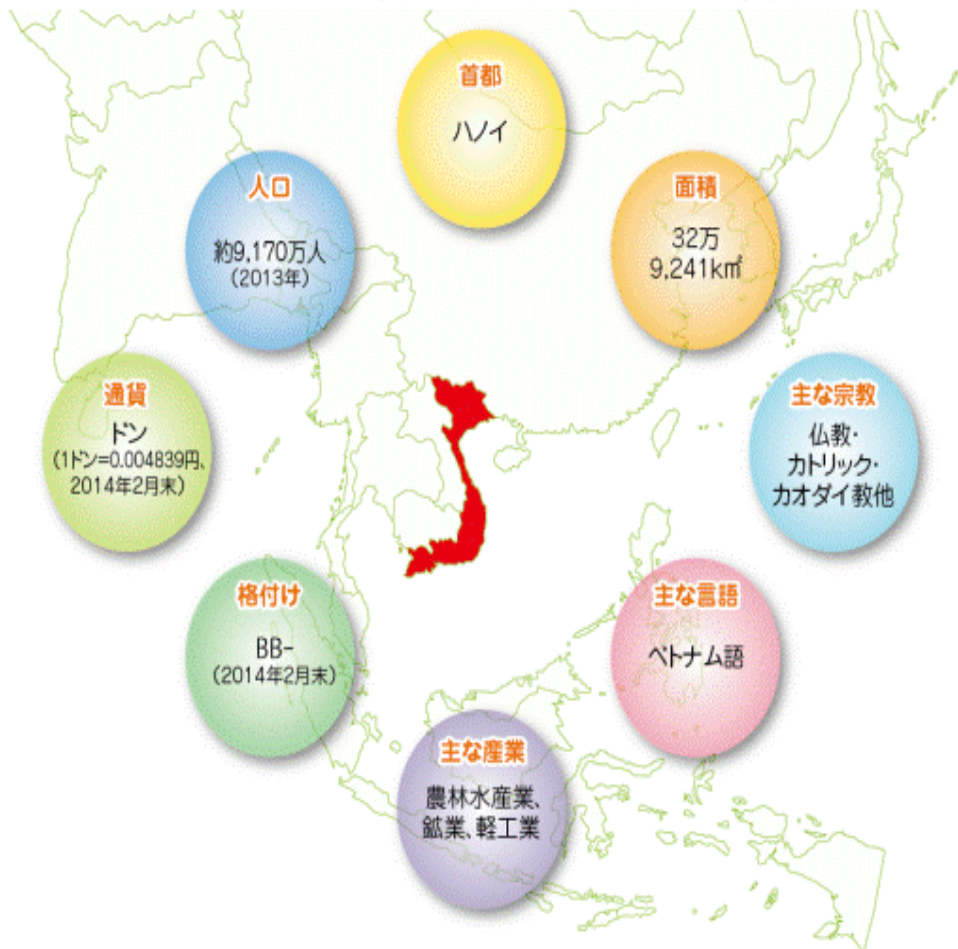 首都
ハノイ
人口
約9,170万人
（2013年）
面積
32万
9,241k㎡
通貨
ドン
（1ドン=0.004839円、
2014年2月末）
主な宗教
仏教・
カトリック・
カオダイ教他
格付け
BB-
（2014年2月末）
主な言語
ベトナム語
主な産業
農林水産業、
鉱業、軽工業